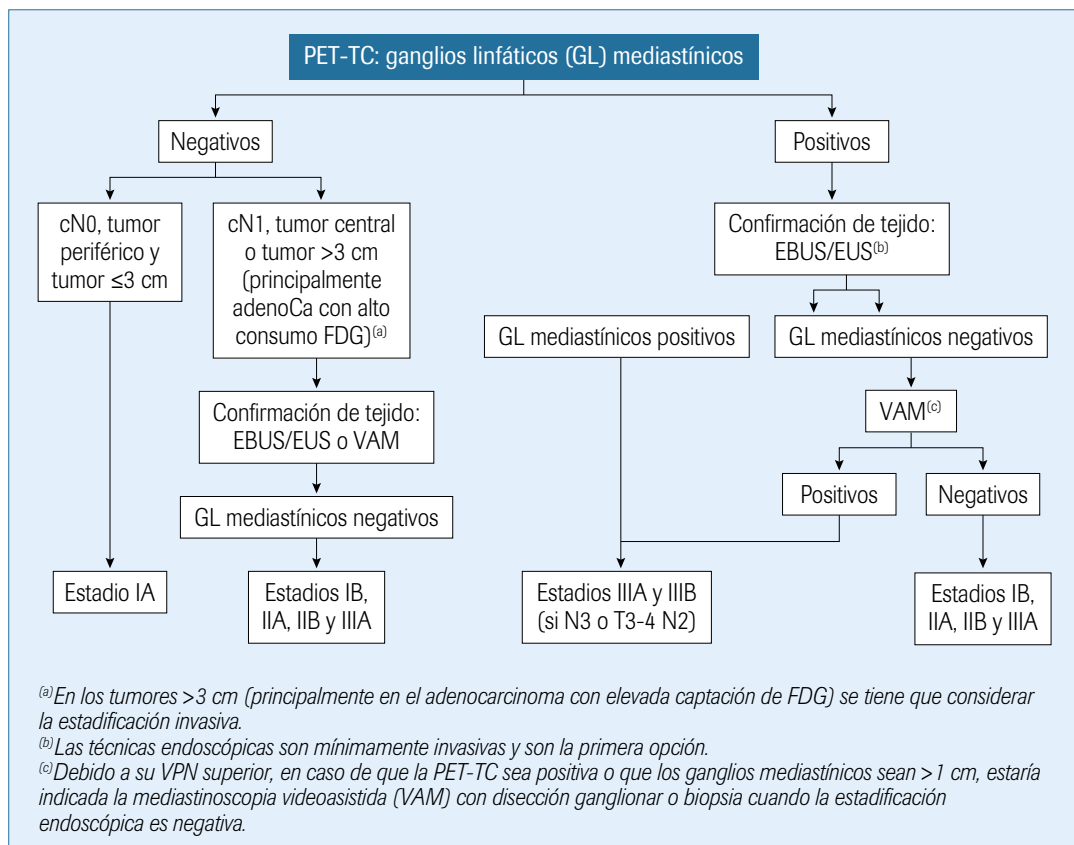 PET-TC: ganglios linfáticos (GL) mediastínicos
Negativos
Positivos
cN0, tumor
periférico y
tumor ≤3 cm
cN1, tumor central
o tumor >3 cm
(principalmente
adenoCa con alto
consumo FDG)(a)
Confirmación de tejido:
EBUS/EUS(b)
GL mediastínicos positivos
GL mediastínicos negativos
Confirmación de tejido:
EBUS/EUS o VAM
VAM(c)
GL mediastínicos negativos
Positivos
Negativos
Estadio IA
Estadios IB,
IIA, IIB y IIIA
Estadios IIIA y IIIB
(si N3 o T3-4 N2)
Estadios IB,
IIA, IIB y IIIA
(a)En los tumores >3 cm (principalmente en el adenocarcinoma con elevada captación de FDG) se tiene que considerar
la estadificación invasiva.
(b)Las técnicas endoscópicas son mínimamente invasivas y son la primera opción.
(c)Debido a su VPN superior, en caso de que la PET-TC sea positiva o que los ganglios mediastínicos sean >1 cm, estaría
indicada la mediastinoscopia videoasistida (VAM) con disección ganglionar o biopsia cuando la estadificación
endoscópica es negativa.